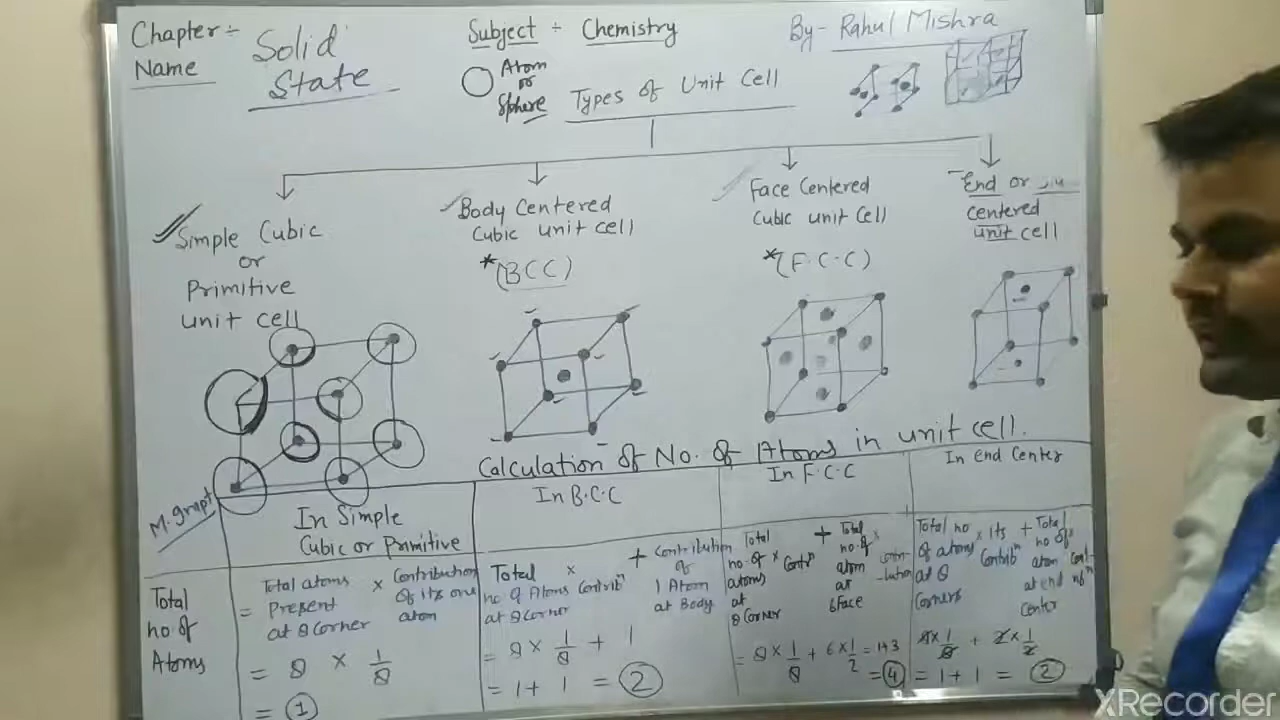 Chapter :-
Name
Solid
State
Subject :- Chemistry
By- Rahul Mishra
Atom
or
Sphere
Types of Unit Cell
Simple Cubic
or
Primitive
unit cell
Body Centered
Cubic unit cell
*(BCC)
Face Centered
Cubic unit Cell
*(F.C.C)
End or
centered
unit cell
Calculation of No. of Atoms in unit cell.
M. grapt
In Simple
Cubic or Primitive
In B.C.C
In F.C.C
In End Center
Total
no. of
Atoms
= Total atoms × Contribution
Present of its one
at 8 Corner atom
= 8 × 1/8
= 1
Total × + Contribution
no. of Atoms Contribⁿ of
at 8 Corner 1 Atom
at Body
= 8 × 1/8 + 1
= 1 + 1 = 2
Total + Total ×
no. of × Contrⁿ no. of
atoms atom contri-
at at -bution
8 Corner 6 Face
= 8 × 1/8 + 6 × 1/2 = 1+3
= 4
Total no × Its + Total ×
of atoms Contribⁿ no of
at 8 atom
corners at end
center
8 × 1/8 + 2 × 1/2
= 1 + 1 = 2
XRecorder